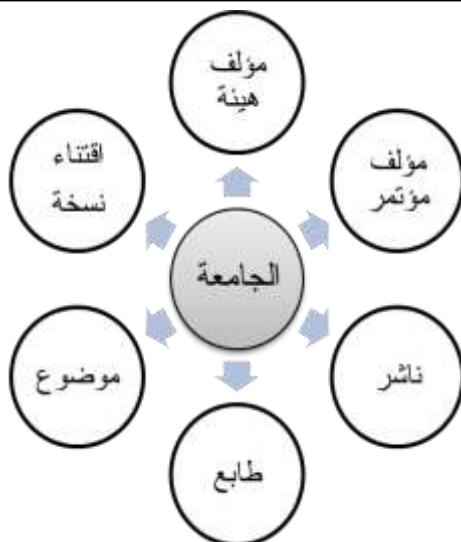 مؤلف
هيئة
مؤلف
مؤتمر
ناشر
طابع
موضوع
اقتناء
نسخة
الجامعة